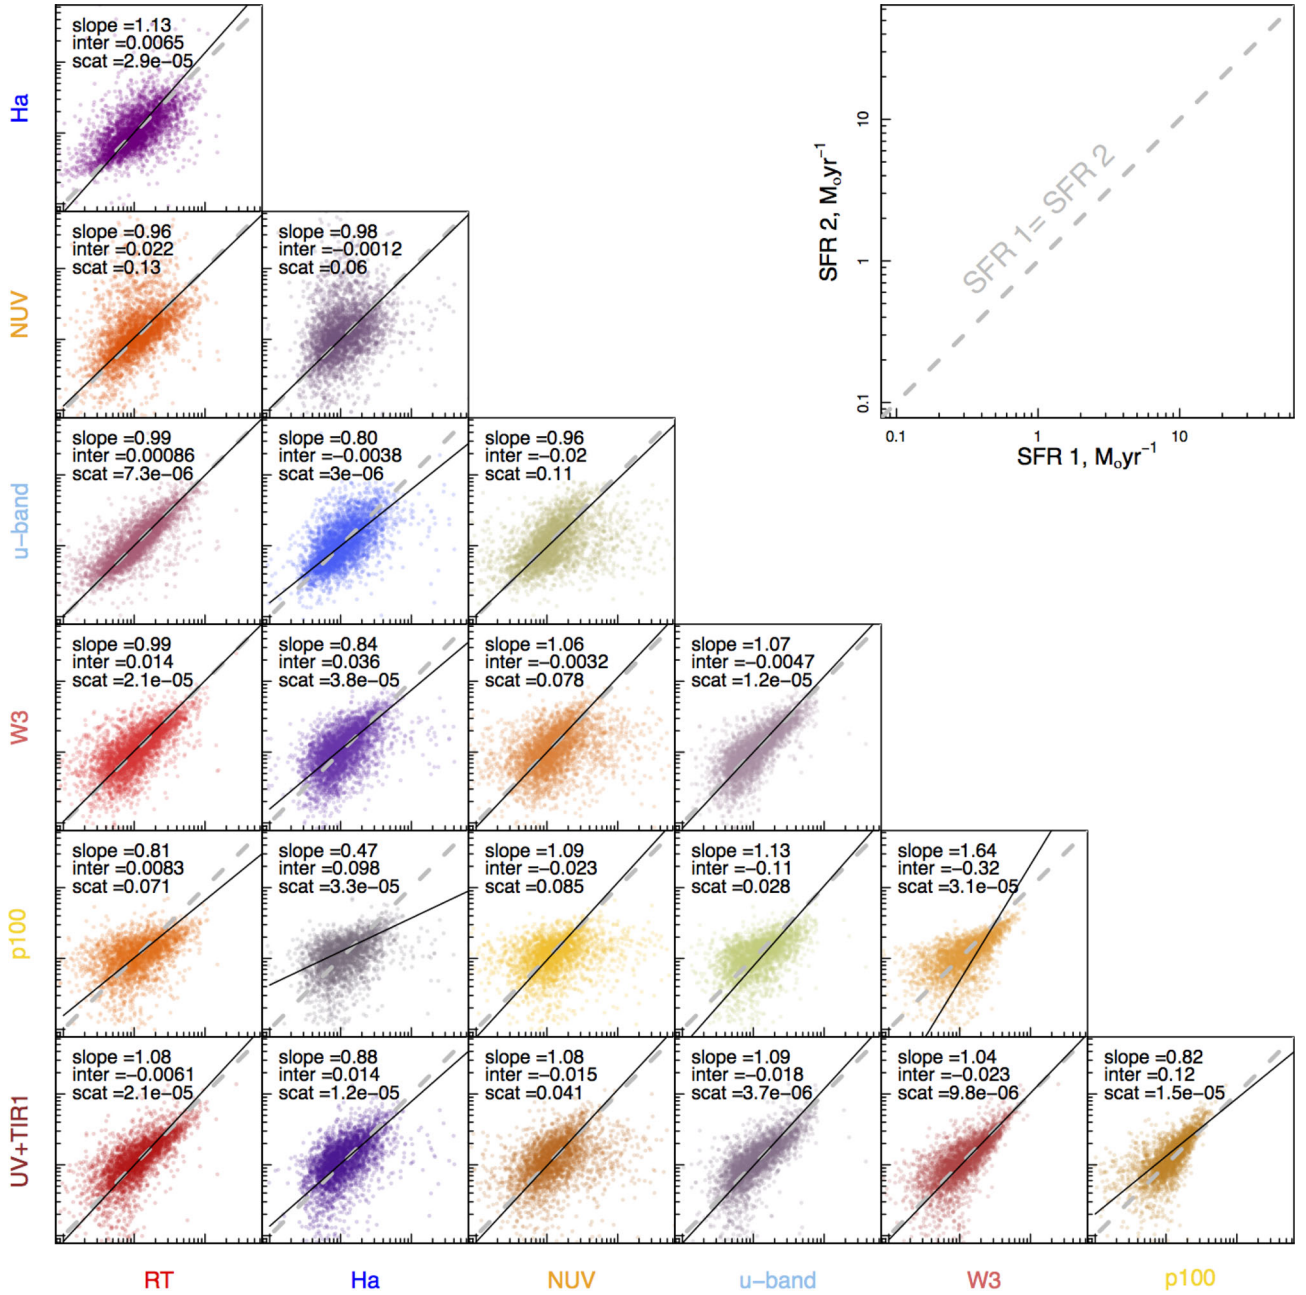 Ha
slope =1.13
inter =0.0065
scat =2.9e−05
SFR 2, M₀yr⁻¹
10
1
0.1
SFR 1= SFR 2
0.1
1
10
SFR 1, M₀yr⁻¹
NUV
slope =0.96
inter =0.022
scat =0.13
slope =0.98
inter =−0.0012
scat =0.06
u−band
slope =0.99
inter =0.00086
scat =7.3e−06
slope =0.80
inter =−0.0038
scat =3e−06
slope =0.96
inter =−0.02
scat =0.11
W3
slope =0.99
inter =0.014
scat =2.1e−05
slope =0.84
inter =0.036
scat =3.8e−05
slope =1.06
inter =−0.0032
scat =0.078
slope =1.07
inter =−0.0047
scat =1.2e−05
p100
slope =0.81
inter =0.0083
scat =0.071
slope =0.47
inter =0.098
scat =3.3e−05
slope =1.09
inter =−0.023
scat =0.085
slope =1.13
inter =−0.11
scat =0.028
slope =1.64
inter =−0.32
scat =3.1e−05
UV+TIR1
slope =1.08
inter =−0.0061
scat =2.1e−05
slope =0.88
inter =0.014
scat =1.2e−05
slope =1.08
inter =−0.015
scat =0.041
slope =1.09
inter =−0.018
scat =3.7e−06
slope =1.04
inter =−0.023
scat =9.8e−06
slope =0.82
inter =0.12
scat =1.5e−05
RT
Ha
NUV
u−band
W3
p100